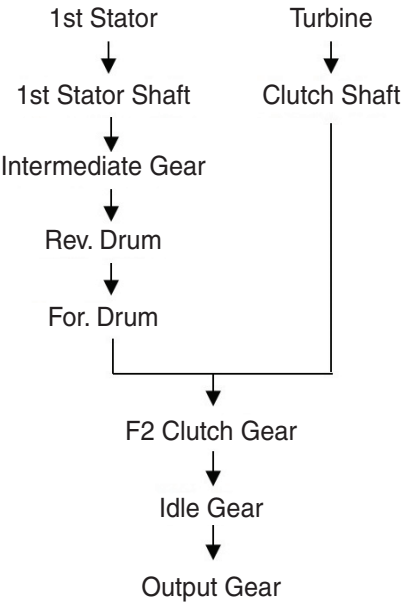 1st Stator
Turbine
1st Stator Shaft
Clutch Shaft
Intermediate Gear
Rev. Drum
For. Drum
F2 Clutch Gear
Idle Gear
Output Gear